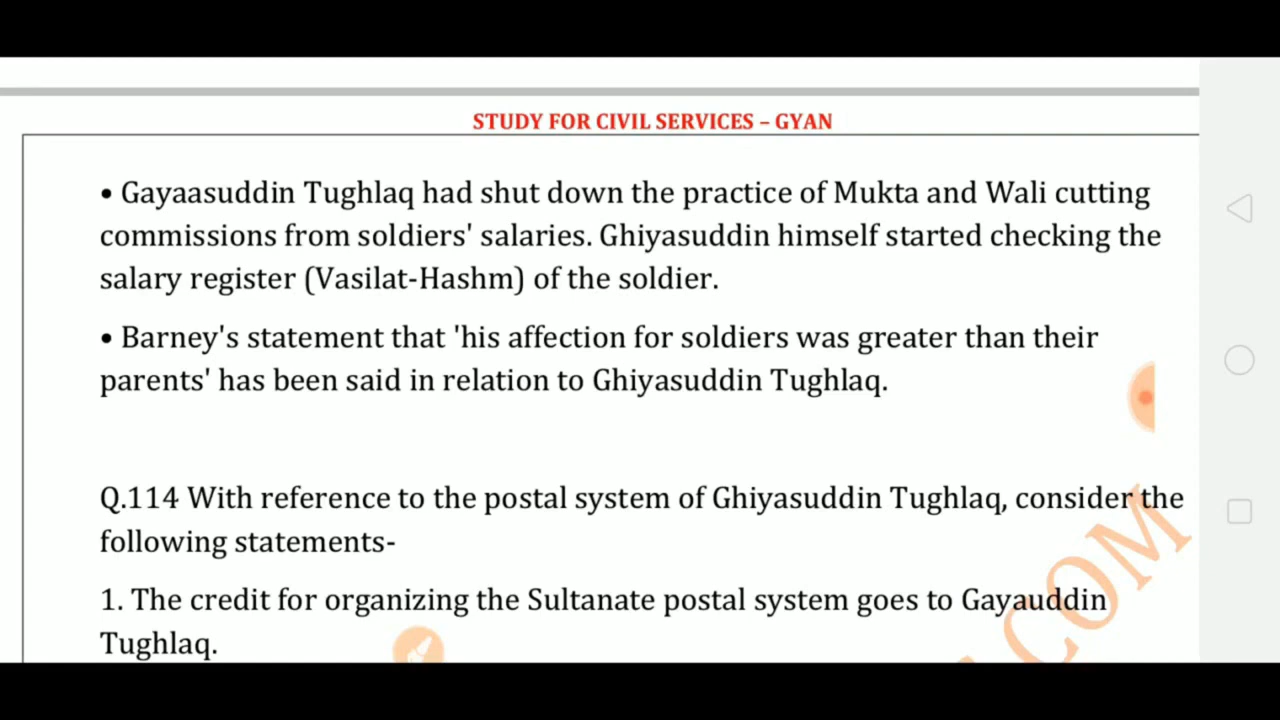 STUDY FOR CIVIL SERVICES – GYAN
• Gayaasuddin Tughlaq had shut down the practice of Mukta and Wali cutting
commissions from soldiers' salaries. Ghiyasuddin himself started checking the
salary register (Vasilat-Hashm) of the soldier.
• Barney's statement that 'his affection for soldiers was greater than their
parents' has been said in relation to Ghiyasuddin Tughlaq.
Q.114 With reference to the postal system of Ghiyasuddin Tughlaq, consider the
following statements-
1. The credit for organizing the Sultanate postal system goes to Gayauddin
Tughlaq.
.COM